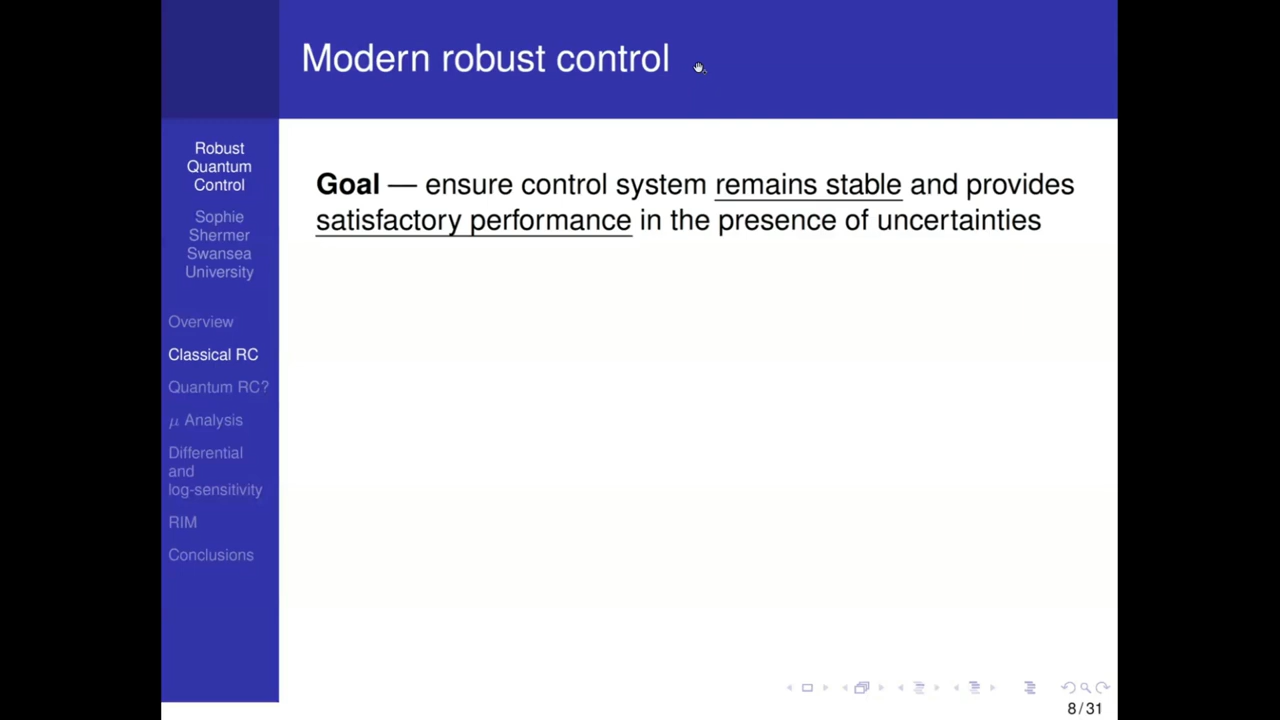 Modern robust control
Robust
Quantum
Control
Sophie
Shermer
Swansea
University
Overview
Classical RC
Quantum RC?
μ Analysis
Differential
and
log-sensitivity
RIM
Conclusions
Goal — ensure control system remains stable and provides
satisfactory performance in the presence of uncertainties
8/31